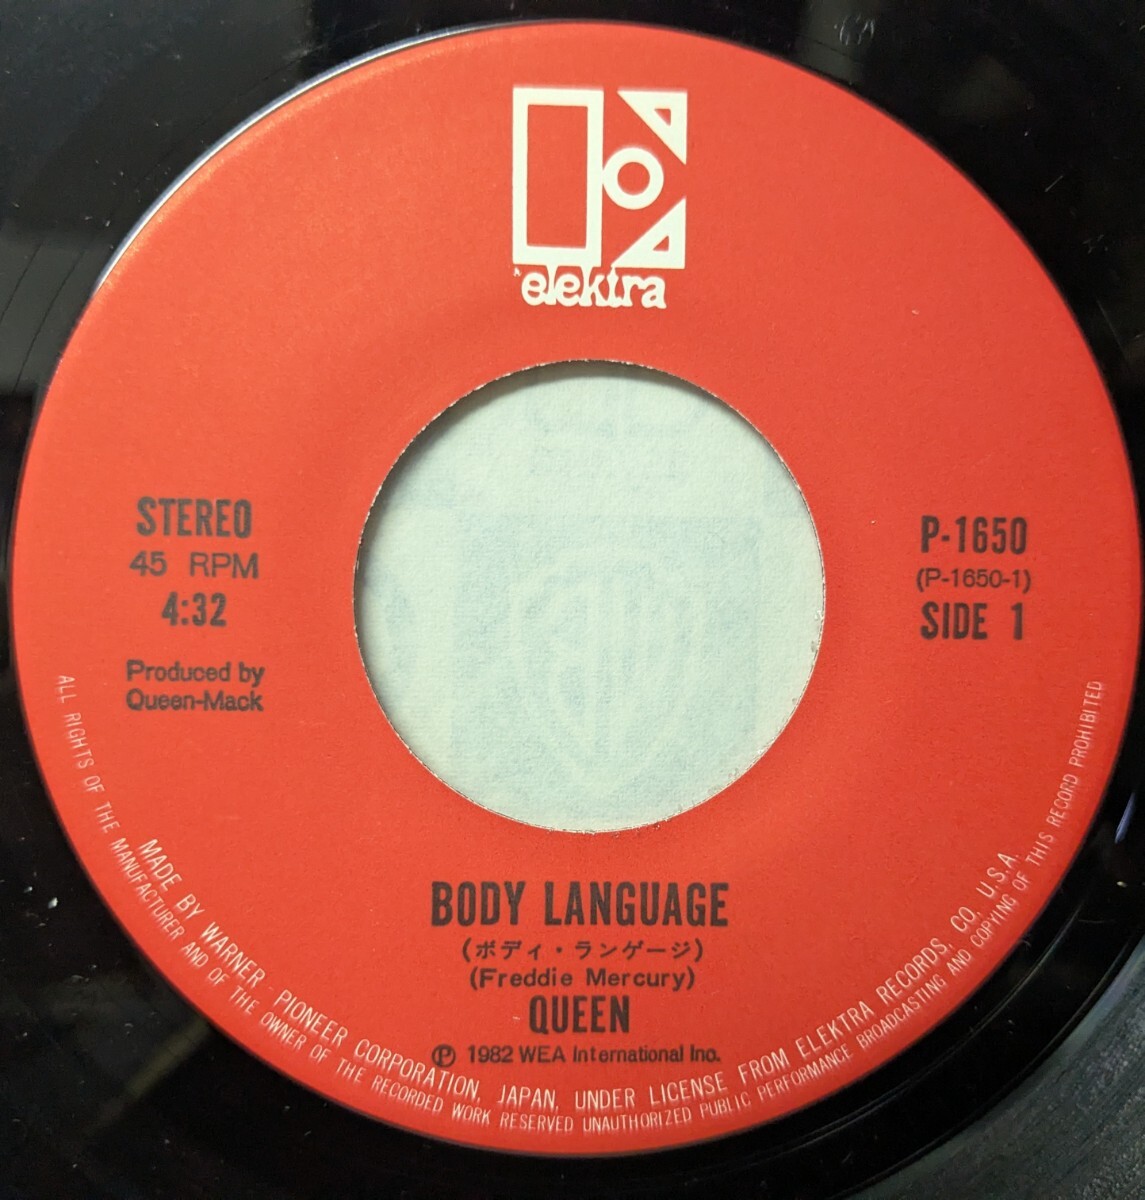 elektra
STEREO
45 RPM
4:32
Produced by
Queen-Mack
P-1650
(P-1650-1)
SIDE 1
BODY LANGUAGE
(ボディ・ランゲージ)
(Freddie Mercury)
QUEEN
Ⓟ 1982 WEA International Inc.
MADE BY WARNER-PIONEER CORPORATION, JAPAN, UNDER LICENSE FROM ELEKTRA RECORDS, CO. U.S.A.
ALL RIGHTS OF THE MANUFACTURER AND OF THE OWNER OF THE RECORDED WORK RESERVED UNAUTHORIZED PUBLIC PERFORMANCE BROADCASTING AND COPYING OF THIS RECORD PROHIBITED